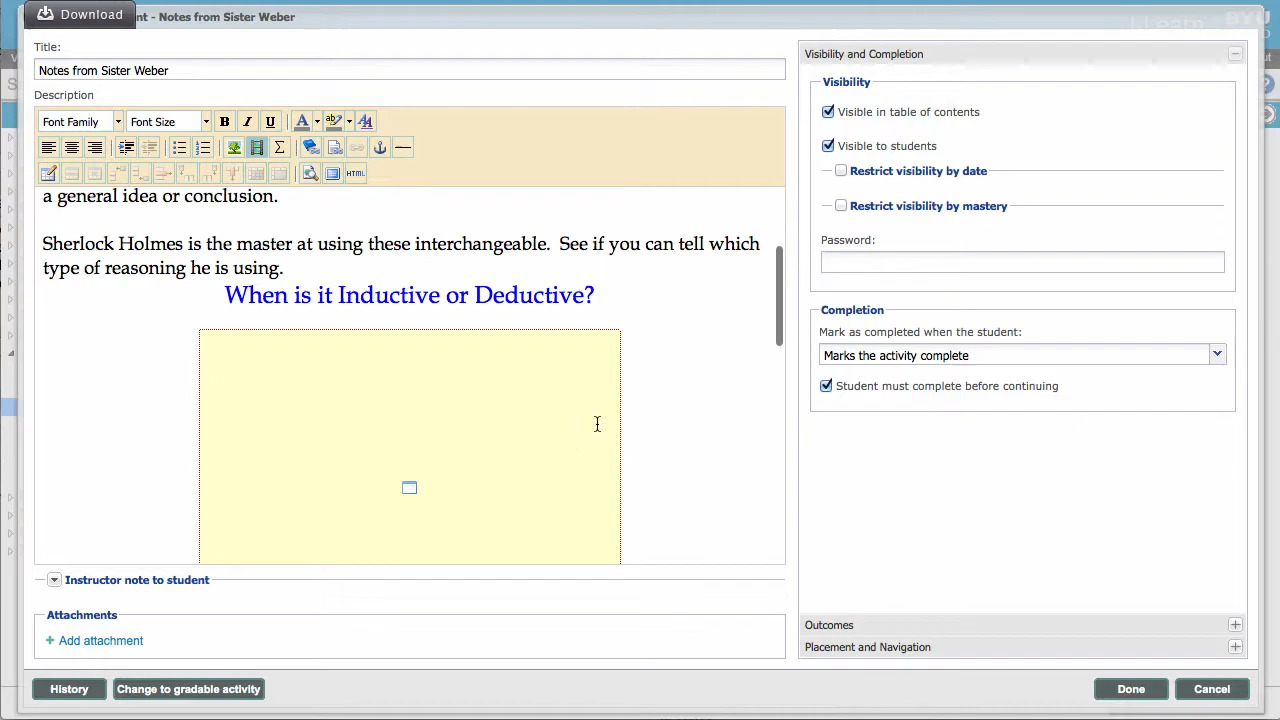 Download
nt - Notes from Sister Weber
I-Learn BYU
Title:
Notes from Sister Weber
Description
Font Family Font Size B I U A ab A
Σ
HTML
a general idea or conclusion.
Sherlock Holmes is the master at using these interchangeable. See if you can tell which
type of reasoning he is using.
When is it Inductive or Deductive?
Instructor note to student
Attachments
Add attachment
History Change to gradable activity
Visibility and Completion
Visibility
Visible in table of contents
Visible to students
Restrict visibility by date
Restrict visibility by mastery
Password:
Completion
Mark as completed when the student:
Marks the activity complete
Student must complete before continuing
Outcomes
Placement and Navigation
Done Cancel